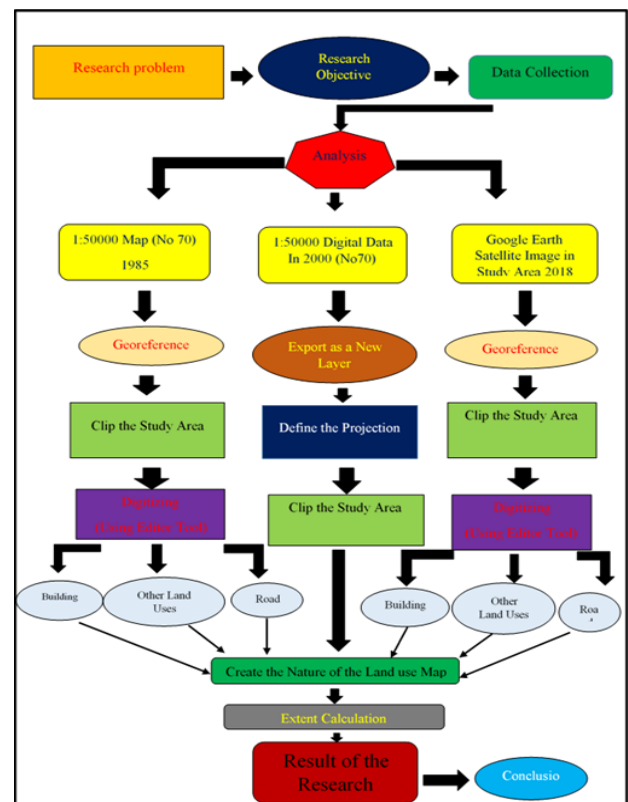 Research problem
Research
Objective
Data Collection
Analysis
1:50000 Map (No 70)
1985
1:50000 Digital Data
In 2000 (No70)
Google Earth
Satellite Image in
Study Area 2018
Georeference
Export as a New
Layer
Georeference
Clip the Study Area
Define the Projection
Clip the Study Area
Digitizing
(Using Editor Tool)
Clip the Study Area
Digitizing
(Using Editor Tool)
Building
Other Land
Uses
Road
Building
Other
Land Uses
Roa
Create the Nature of the Land use Map
Extent Calculation
Result of the
Research
Conclusio